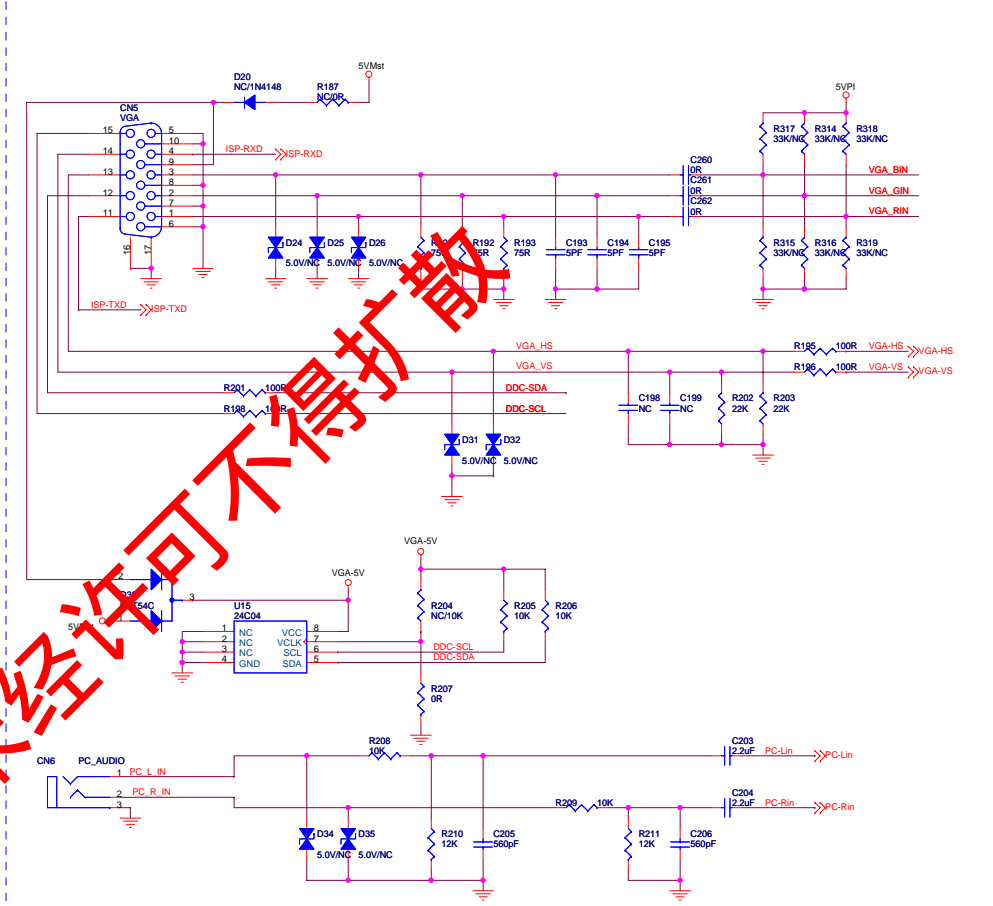 5VMst
D20
NC/1N4148
R187
NC/0R
5VPI
CN5
VGA
15
14
13
12
11
5
10
4
9
3
8
2
7
1
6
16
17
ISP-RXD
ISP-RXD
R317
33K/NC
R314
33K/NC
R318
33K/NC
C260
0R
C261
0R
C262
0R
VGA_BIN
VGA_GIN
VGA_RIN
D24
5.0V/NC
D25
5.0V/NC
D26
5.0V/NC
R192
75R
R193
75R
C193
5PF
C194
5PF
C195
5PF
R315
33K/NC
R316
33K/NC
R319
33K/NC
ISP-TXD
ISP-TXD
VGA_HS
VGA_VS
R195
100R
VGA-HS
VGA-HS
R196
100R
VGA-VS
VGA-VS
R201
100R
DDC-SDA
R198
100R
DDC-SCL
C198
NC
C199
NC
R202
22K
R203
22K
D31
5.0V/NC
D32
5.0V/NC
VGA-5V
VGA-5V
2
3
U15
24C04
1
2
3
4
NC
NC
NC
GND
VCC
VCLK
SCL
SDA
8
7
6
5
R204
NC/10K
R205
10K
R206
10K
DDC-SCL
DDC-SDA
R207
0R
CN6
PC_AUDIO
1
PC_L_IN
2
PC_R_IN
3
R208
10K
C203
2.2uF
PC-Lin
PC-Lin
R209
10K
C204
2.2uF
PC-Rin
PC-Rin
D34
5.0V/NC
D35
5.0V/NC
R210
12K
C205
560pF
R211
12K
C206
560pF
经许可不得扩散